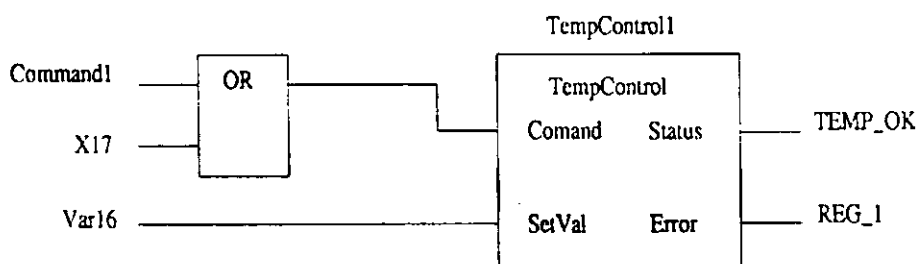 TempControl1
Command1
OR
TempControl
Comand Status TEMP_OK
X17
Var16
SetVal Error REG_1